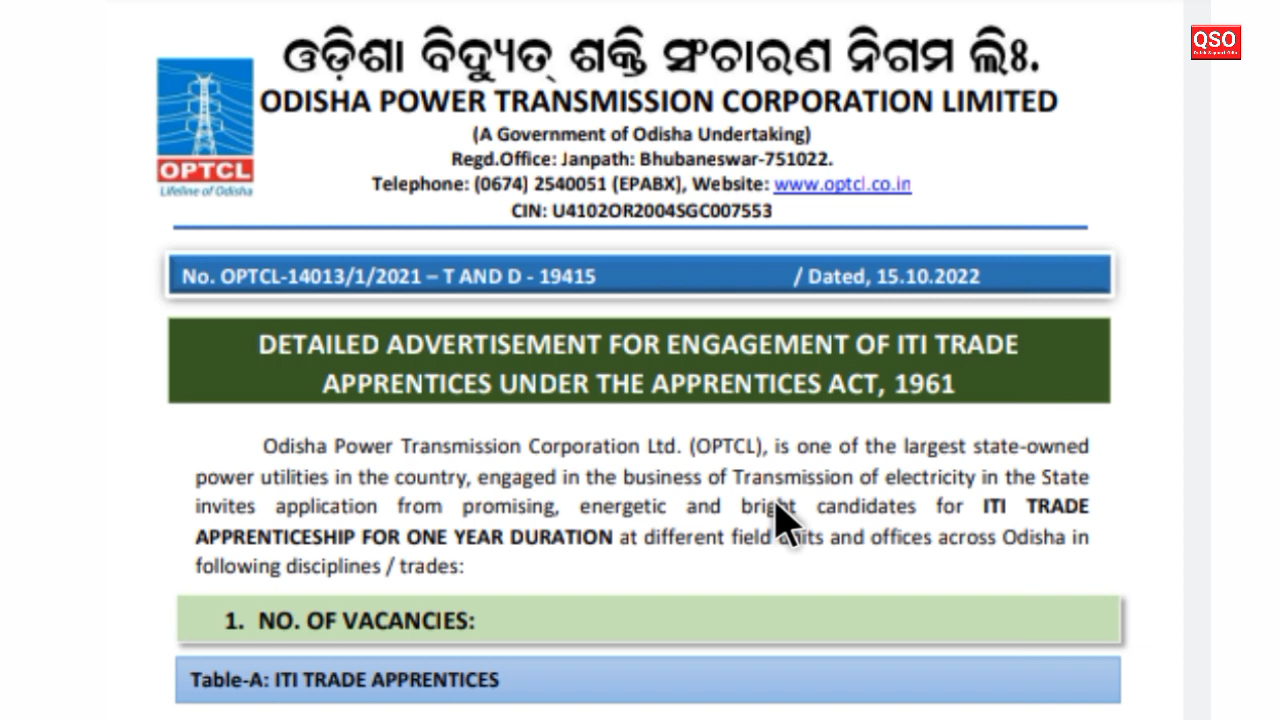 ଓଡ଼ିଶା ବିଦ୍ୟୁତ୍ ଶକ୍ତି ସଂଚାରଣ ନିଗମ ଲିଃ.
ODISHA POWER TRANSMISSION CORPORATION LIMITED
(A Government of Odisha Undertaking)
Regd.Office: Janpath: Bhubaneswar-751022.
Telephone: (0674) 2540051 (EPABX), Website: www.optcl.co.in
CIN: U4102OR2004SGC007553
OPTCL
Lifeline of Odisha
QSO
No. OPTCL-14013/1/2021 – T AND D - 19415 / Dated, 15.10.2022
DETAILED ADVERTISEMENT FOR ENGAGEMENT OF ITI TRADE
APPRENTICES UNDER THE APPRENTICES ACT, 1961
Odisha Power Transmission Corporation Ltd. (OPTCL), is one of the largest state-owned
power utilities in the country, engaged in the business of Transmission of electricity in the State
invites application from promising, energetic and bright candidates for ITI TRADE
APPRENTICESHIP FOR ONE YEAR DURATION at different field units and offices across Odisha in
following disciplines / trades:
1. NO. OF VACANCIES:
Table-A: ITI TRADE APPRENTICES